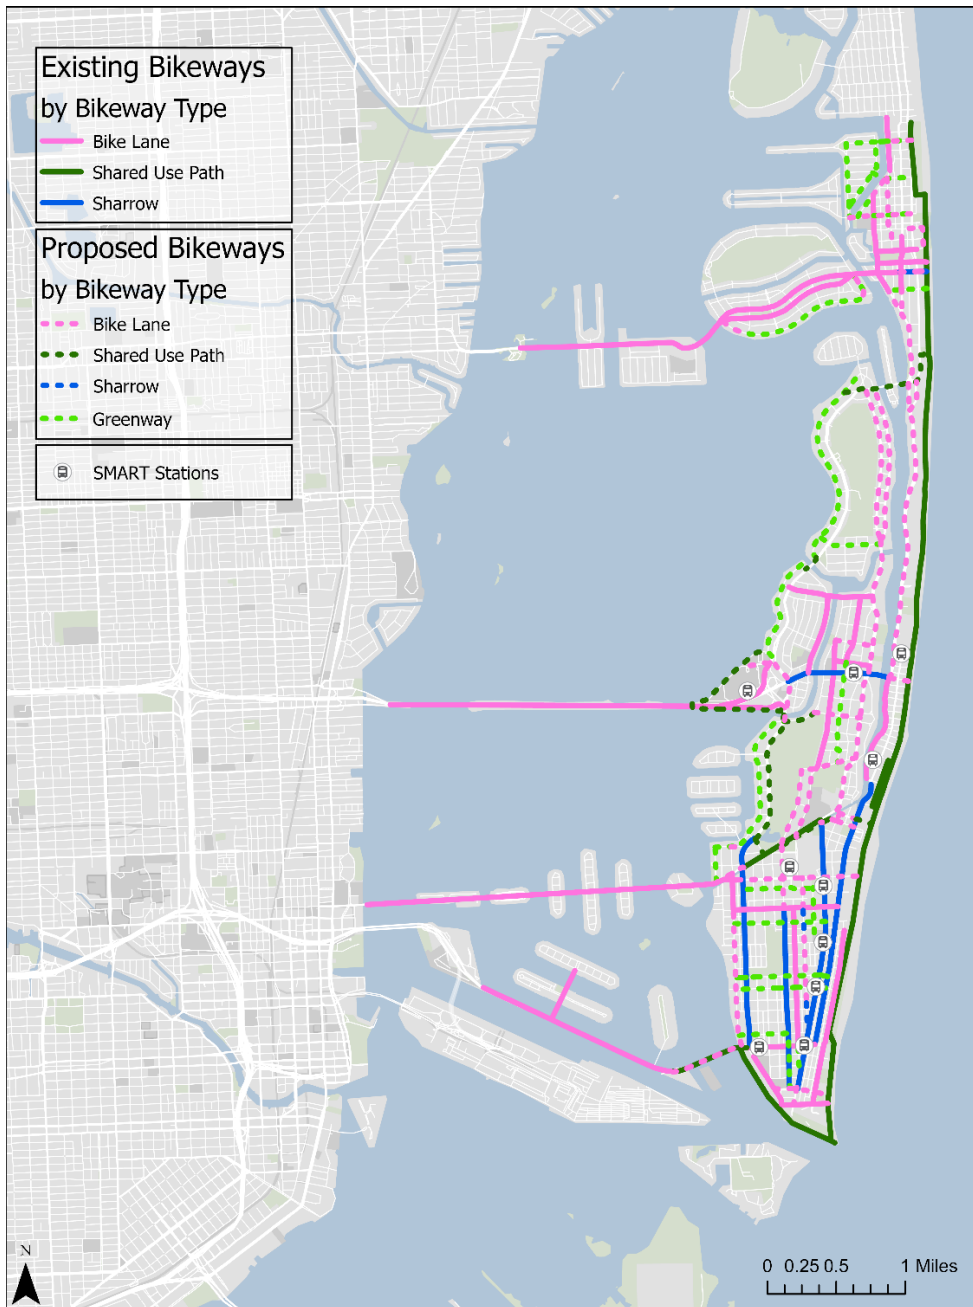 Existing Bikeways
by Bikeway Type
Bike Lane
Shared Use Path
Sharrow
Proposed Bikeways
by Bikeway Type
Bike Lane
Shared Use Path
Sharrow
Greenway
SMART Stations
N
0 0.25 0.5 1 Miles